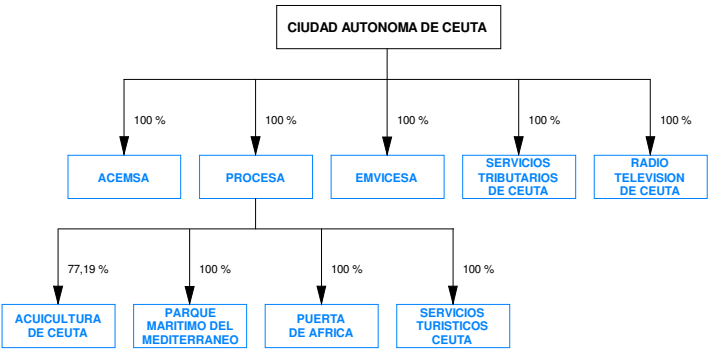 CIUDAD AUTONOMA DE CEUTA
100 %
100 %
100 %
100 %
100 %
ACEMSA
PROCESA
EMVICESA
SERVICIOS
TRIBUTARIOS
DE CEUTA
RADIO
TELEVISION
DE CEUTA
77,19 %
100 %
100 %
100 %
ACUICULTURA
DE CEUTA
PARQUE
MARITIMO DEL
MEDITERRANEO
PUERTA
DE AFRICA
SERVICIOS
TURISTICOS
CEUTA